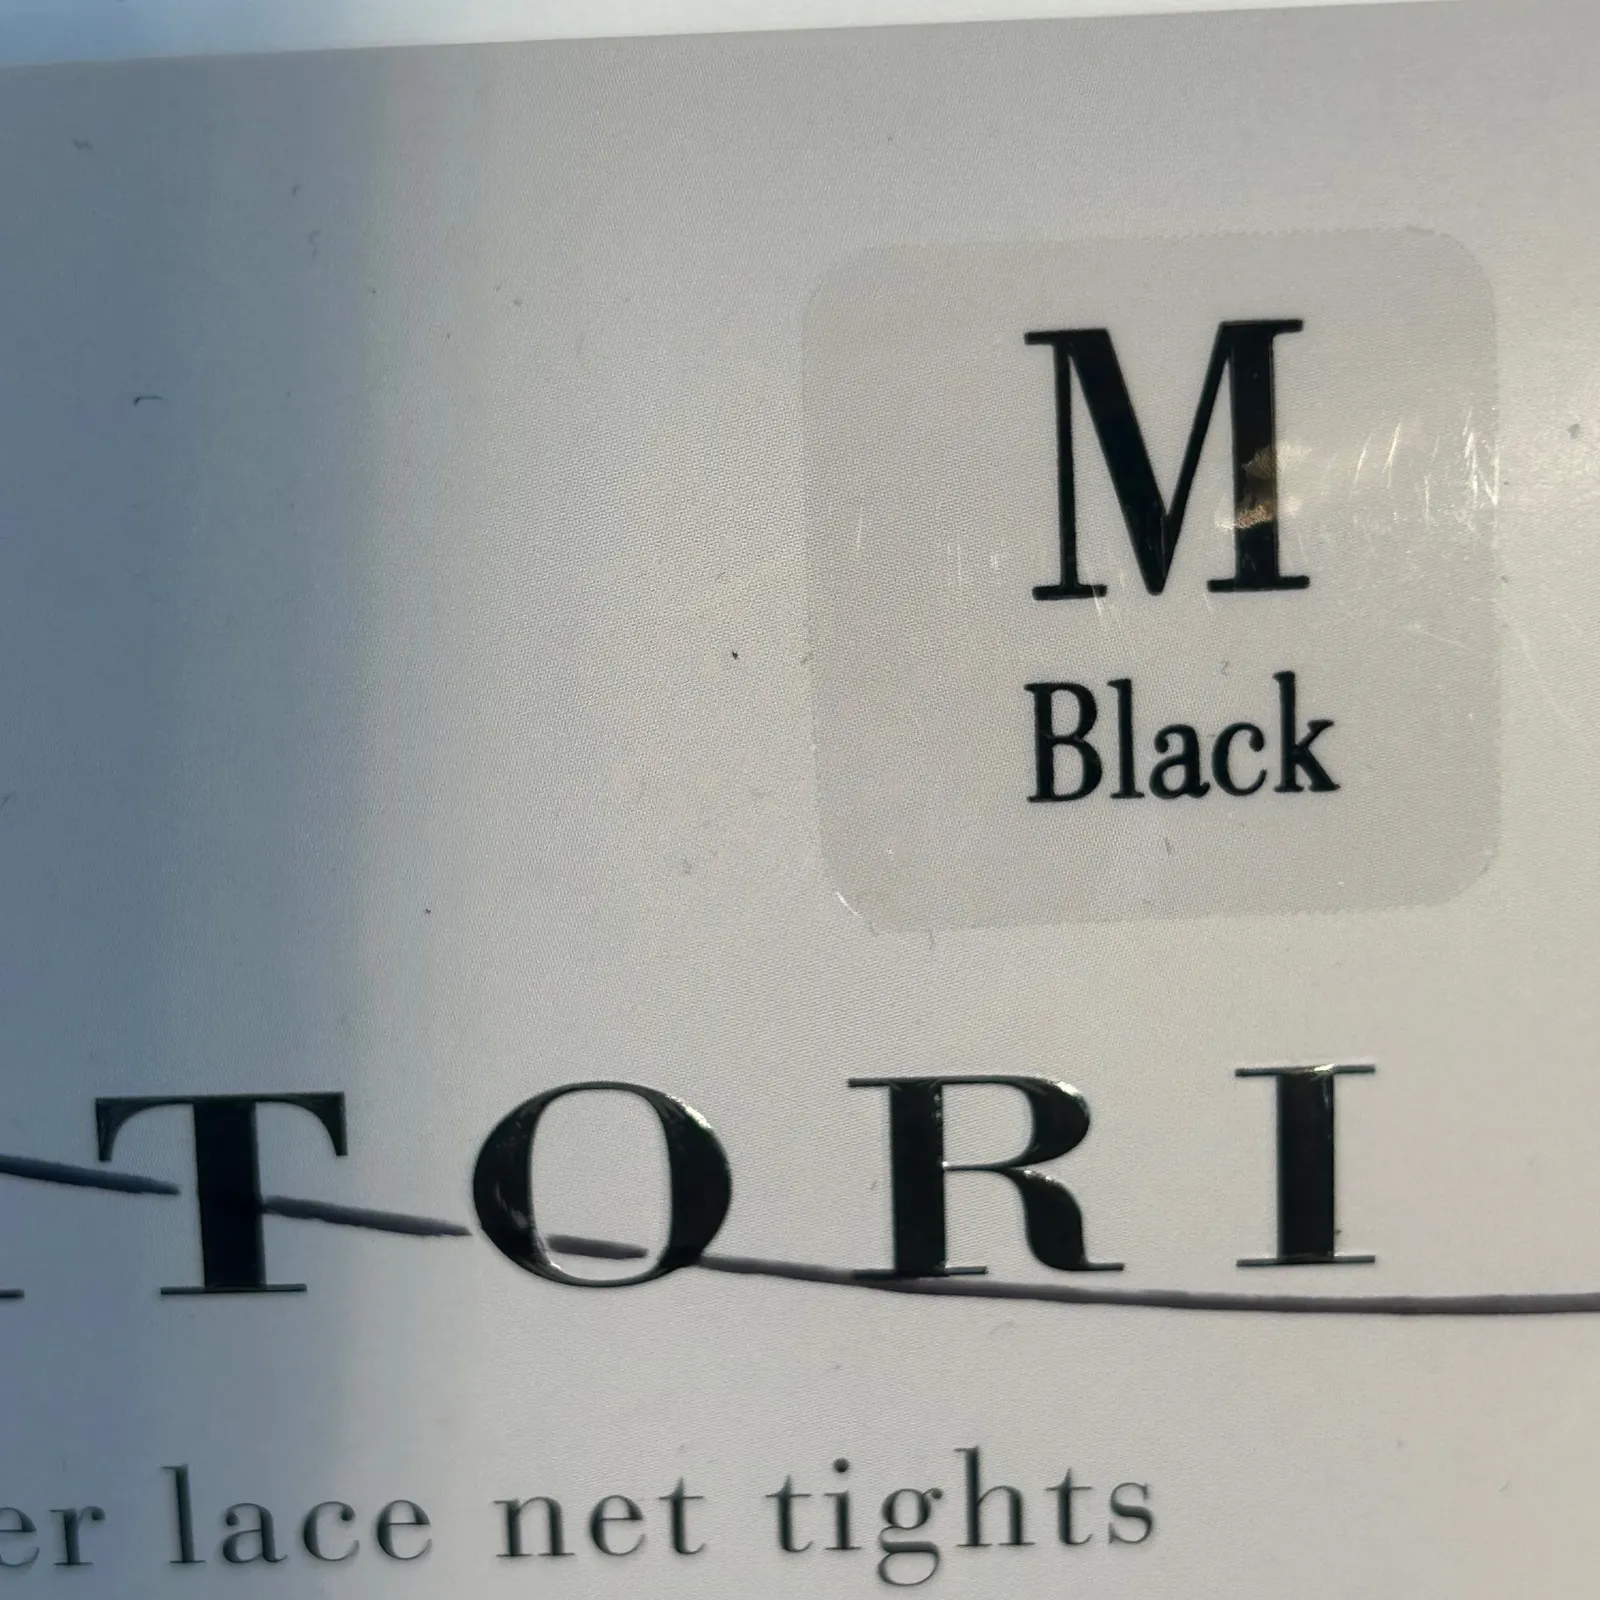 M
Black
TORI
er lace net tights